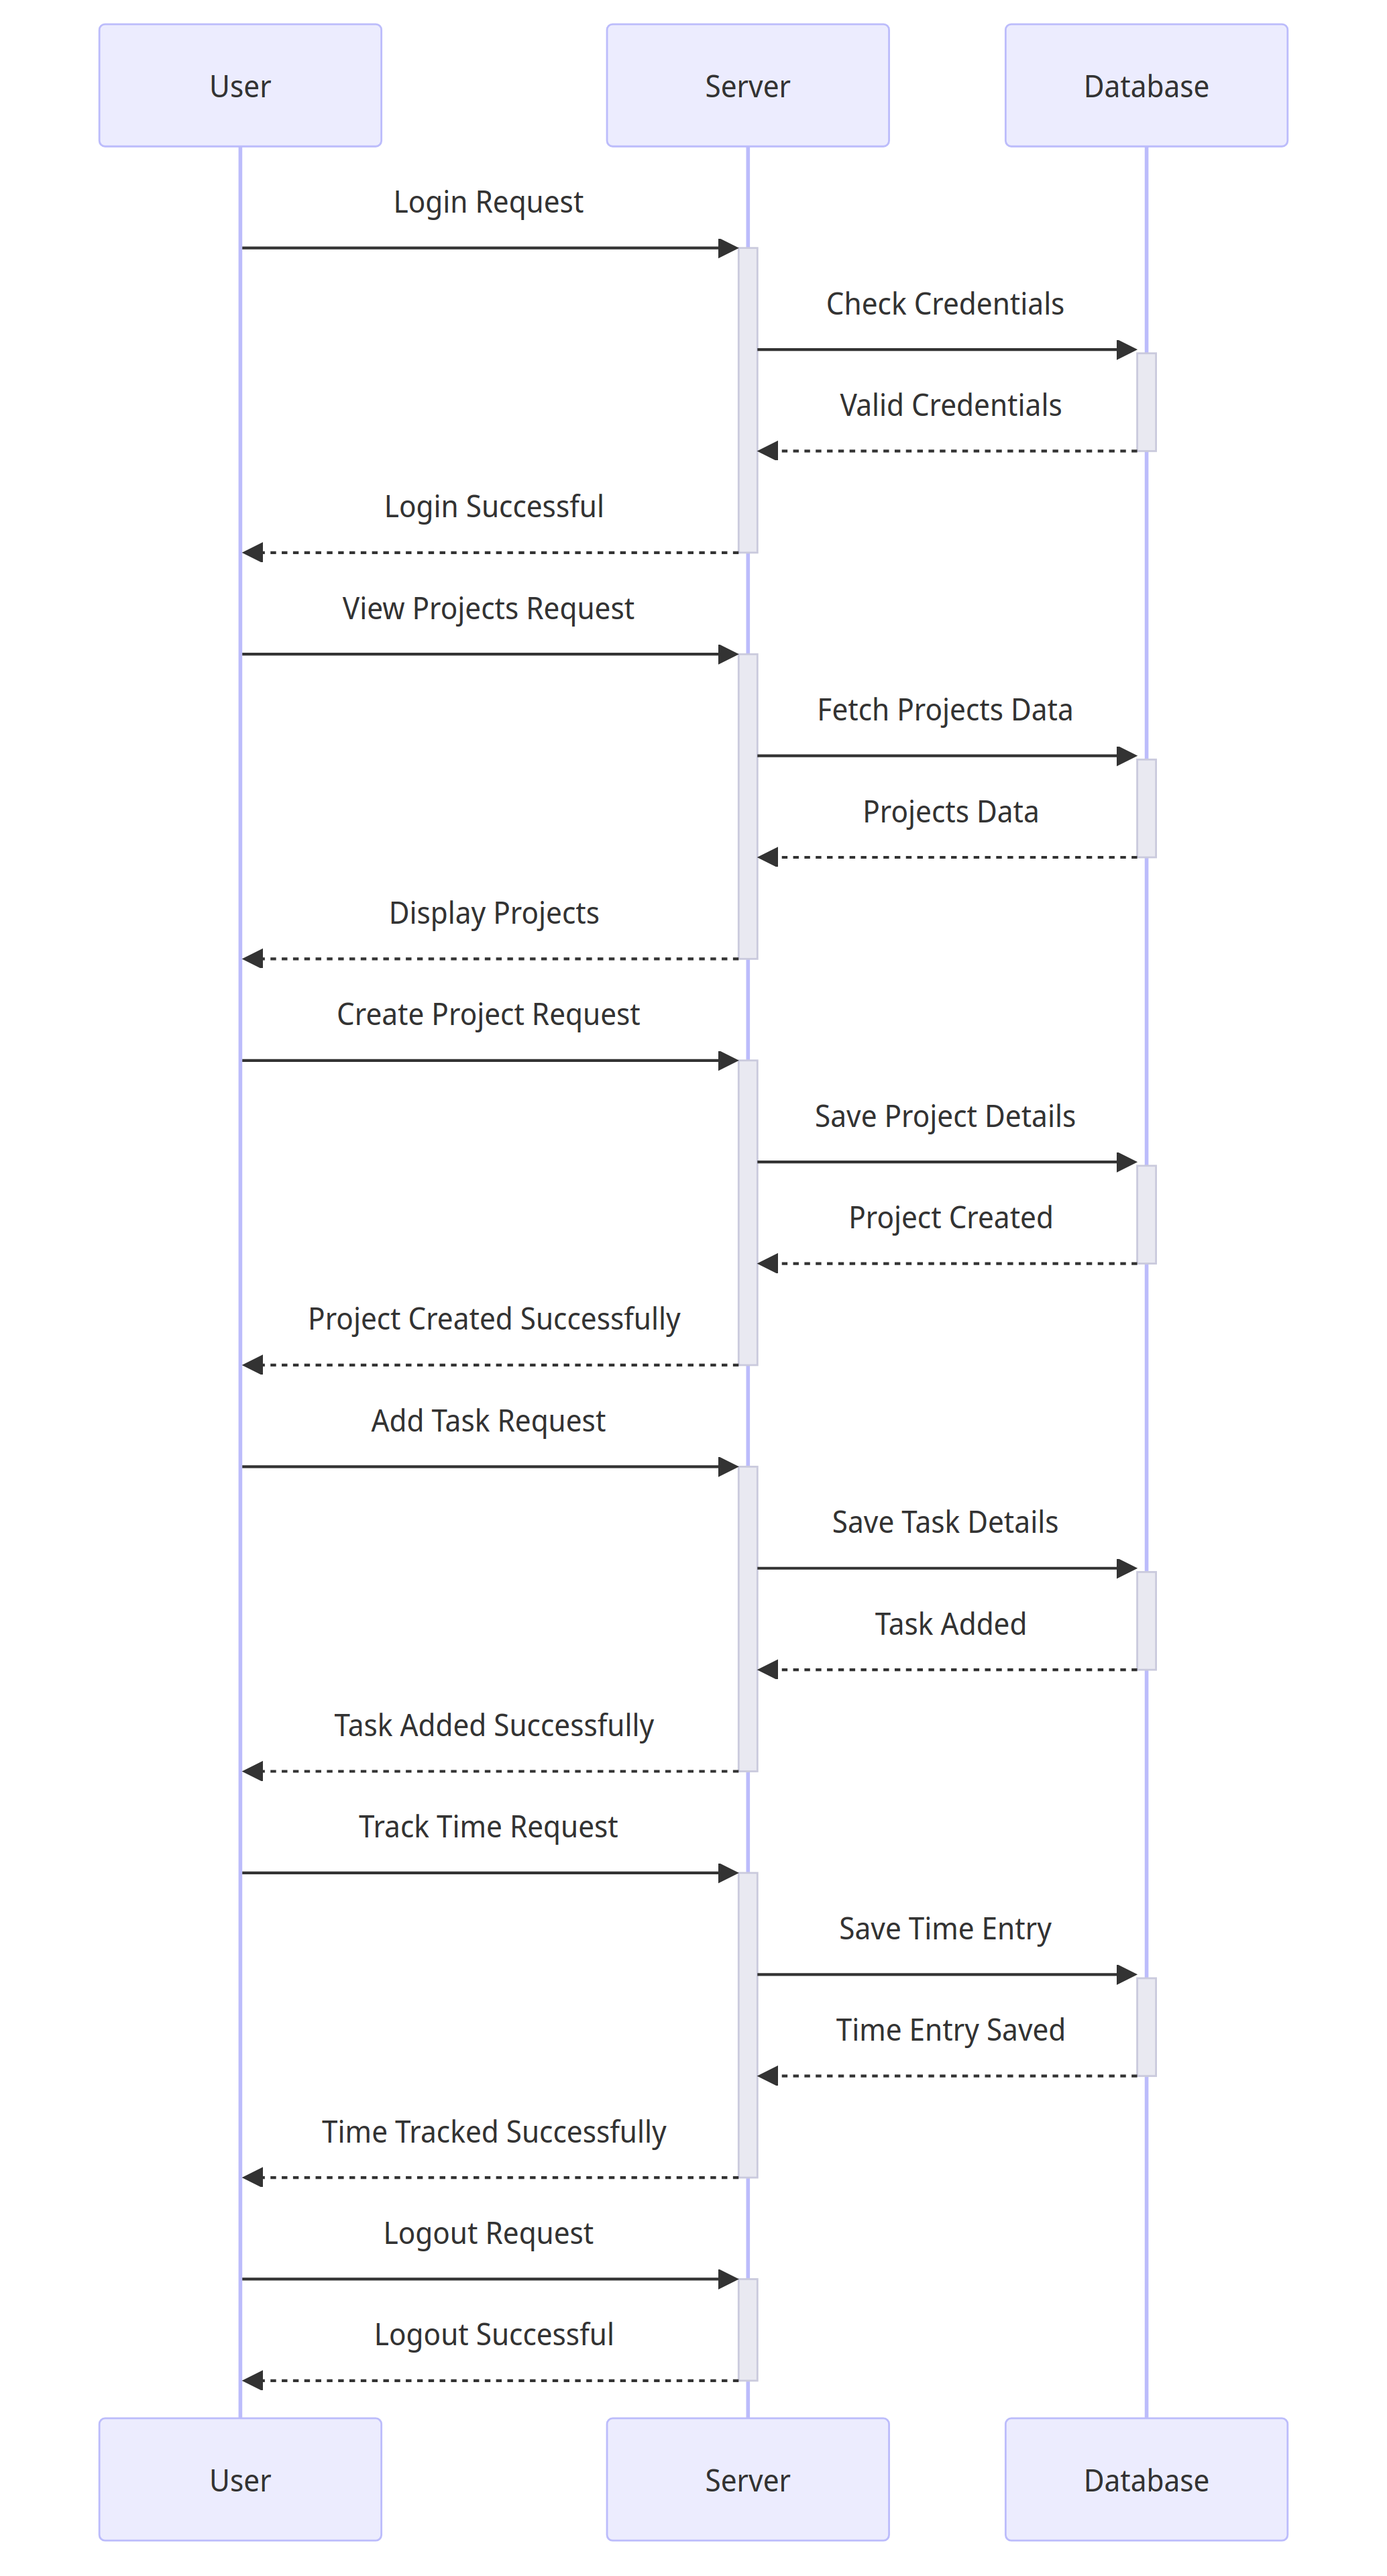 User
Server
Database
Login Request
Check Credentials
Valid Credentials
Login Successful
View Projects Request
Fetch Projects Data
Projects Data
Display Projects
Create Project Request
Save Project Details
Project Created
Project Created Successfully
Add Task Request
Save Task Details
Task Added
Task Added Successfully
Track Time Request
Save Time Entry
Time Entry Saved
Time Tracked Successfully
Logout Request
Logout Successful
User
Server
Database